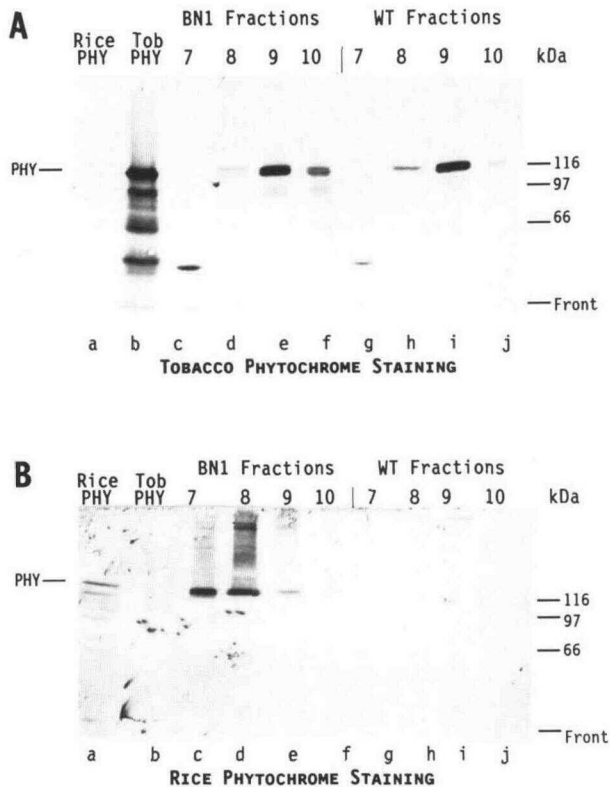 A
BN1 Fractions WT Fractions
Rice Tob
PHY PHY 7 8 9 10 7 8 9 10 kDa
PHY
116
97
66
Front
a b c d e f g h i j
TOBACCO PHYTOCHROME STAINING
B
BN1 Fractions WT Fractions
Rice Tob
PHY PHY 7 8 9 10 7 8 9 10 kDa
PHY
116
97
66
Front
a b c d e f g h i j
RICE PHYTOCHROME STAINING